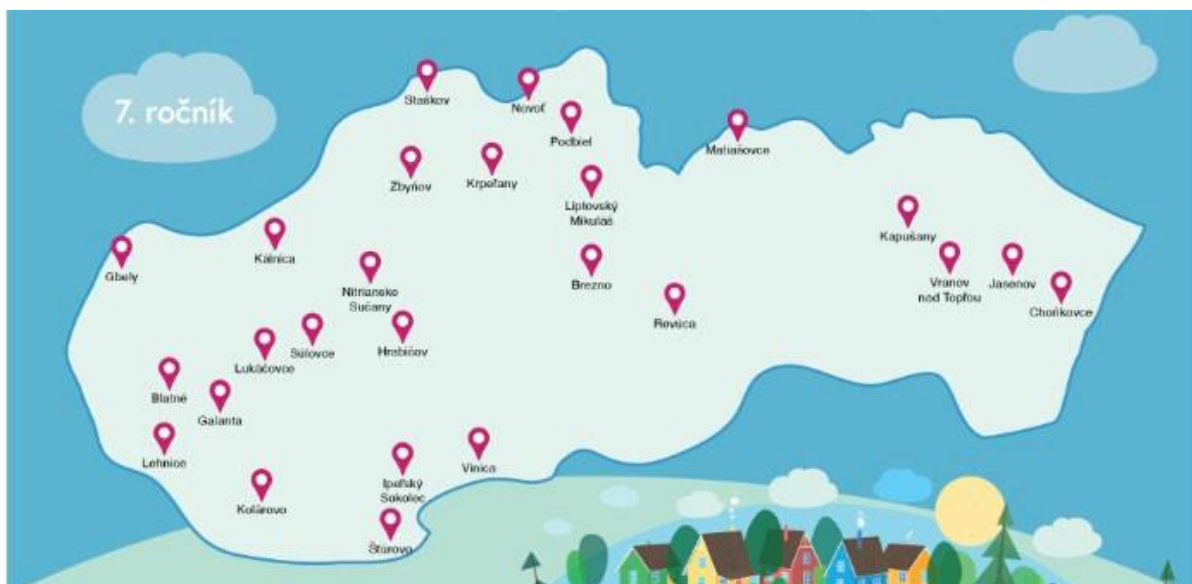 7. ročník
Staškov
Novoť
Podbiel
Matiašovce
Zbyňov
Krpeľany
Liptovský
Mikuláš
Kapušany
Gbely
Kálnica
Nitrianske
Sučany
Brezno
Vranov
nad Topľou
Jasenov
Choňkovce
Revúca
Lukáčovce
Súlovce
Hrabičov
Blatné
Galanta
Lehnice
Vinica
Ipeľský
Sokolec
Kolárovo
Štúrovo